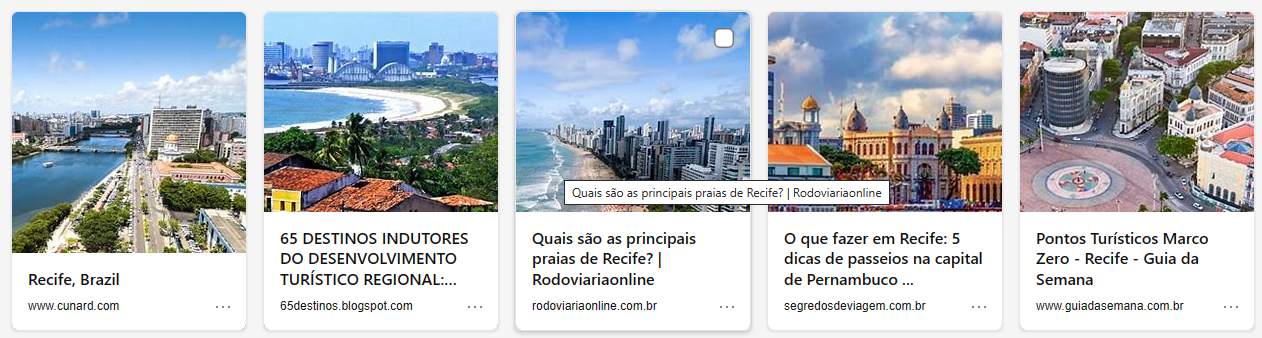 Quais são as principais praias de Recife? | Rodoviariaonline
Recife, Brazil
www.cunard.com
65 DESTINOS INDUTORES
DO DESENVOLVIMENTO
TURÍSTICO REGIONAL:...
65destinos.blogspot.com
Quais são as principais
praias de Recife? |
Rodoviariaonline
rodoviariaonline.com.br
O que fazer em Recife: 5
dicas de passeios na capital
de Pernambuco ...
segredosdeviagem.com.br
Pontos Turísticos Marco
Zero - Recife - Guia da
Semana
www.guiadasemana.com.br